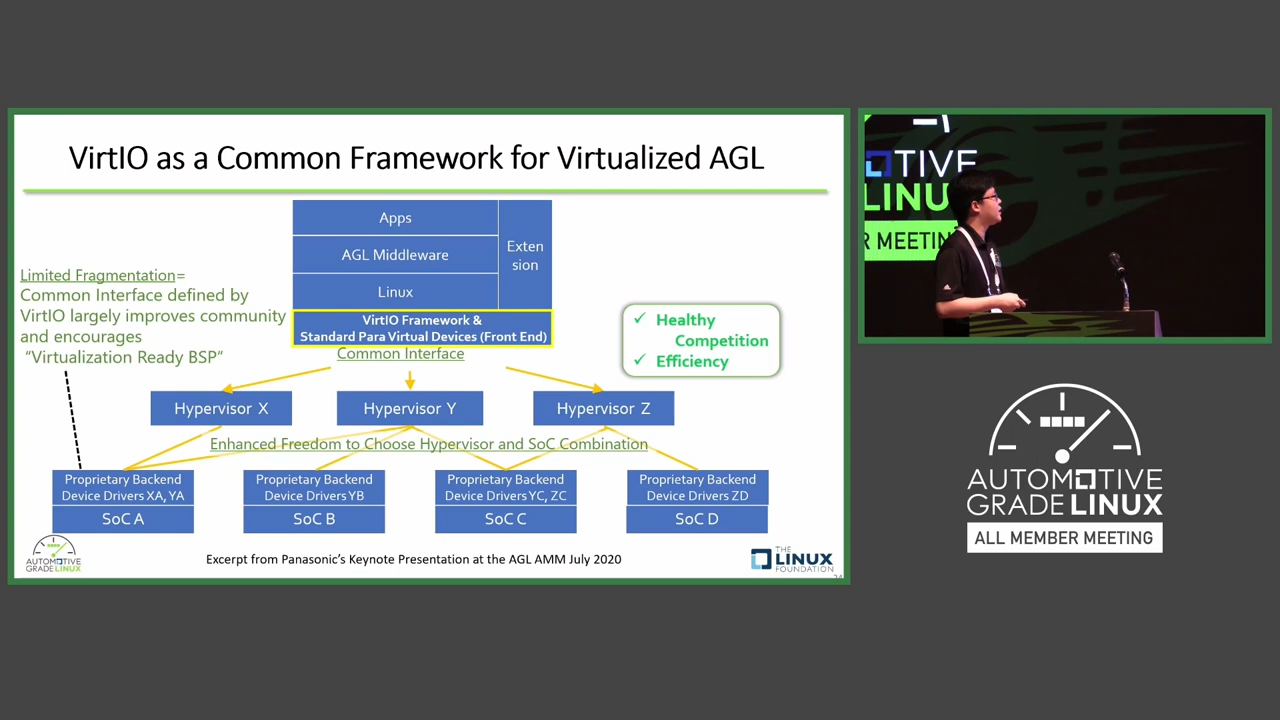 VirtIO as a Common Framework for Virtualized AGL
Apps
AGL Middleware
Linux
Exten
sion
VirtIO Framework &
Standard Para Virtual Devices (Front End)
Common Interface
Limited Fragmentation=
Common Interface defined by
VirtIO largely improves community
and encourages
“Virtualization Ready BSP”
✓ Healthy
Competition
✓ Efficiency
Hypervisor X
Hypervisor Y
Hypervisor Z
Enhanced Freedom to Choose Hypervisor and SoC Combination
Proprietary Backend
Device Drivers XA, YA
SoC A
Proprietary Backend
Device Drivers YB
SoC B
Proprietary Backend
Device Drivers YC, ZC
SoC C
Proprietary Backend
Device Drivers ZD
SoC D
AUTOMOTIVE
GRADE LINUX
Excerpt from Panasonic’s Keynote Presentation at the AGL AMM July 2020
THE
LINUX
FOUNDATION
OTIVE
LINU
R MEETIN
AUTOMOTIVE
GRADE LINUX
ALL MEMBER MEETING